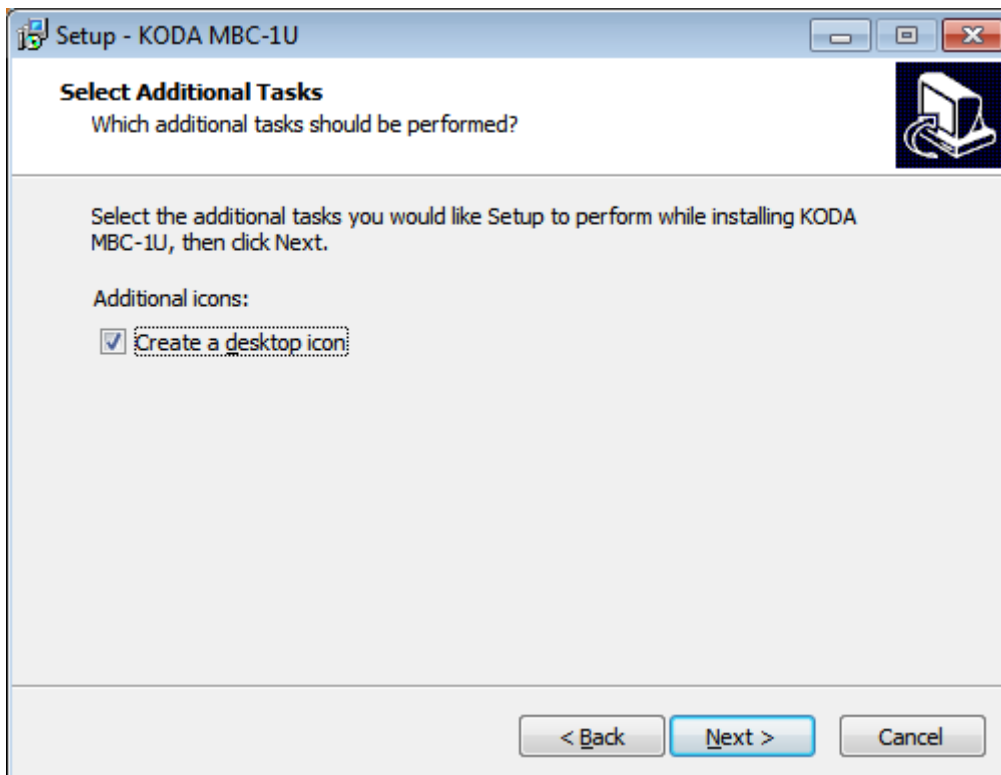 Setup - KODA MBC-1U
Select Additional Tasks
Which additional tasks should be performed?
Select the additional tasks you would like Setup to perform while installing KODA
MBC-1U, then click Next.
Additional icons:
Create a desktop icon
< Back
Next >
Cancel